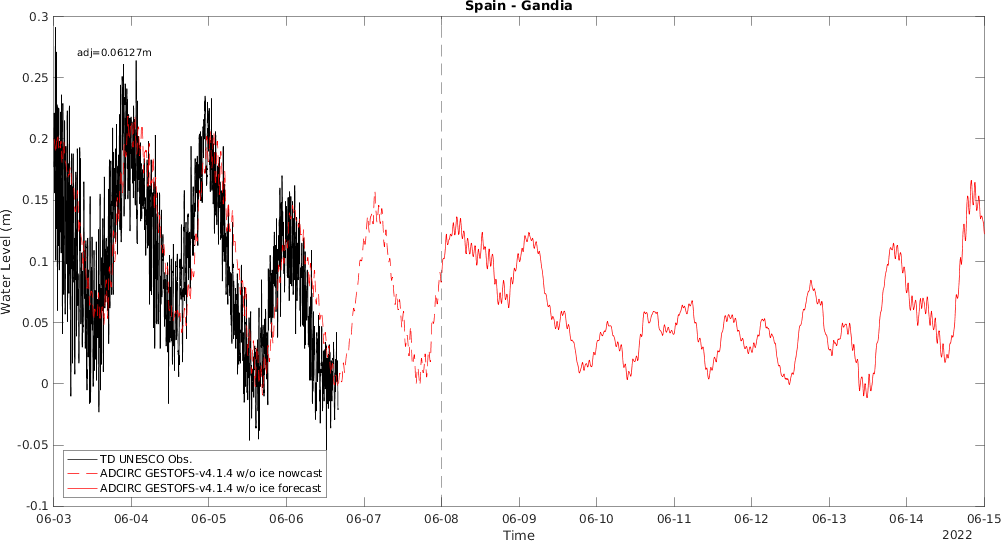 Spain - Gandia
0.3
adj=0.06127m
0.25
0.2
0.15
0.1
0.05
0
-0.05
-0.1
Water Level (m)
TD UNESCO Obs.
ADCIRC GESTOFS-v4.1.4 w/o ice nowcast
ADCIRC GESTOFS-v4.1.4 w/o ice forecast
06-03 06-04 06-05 06-06 06-07 06-08 06-09 06-10 06-11 06-12 06-13 06-14 06-15
Time
2022